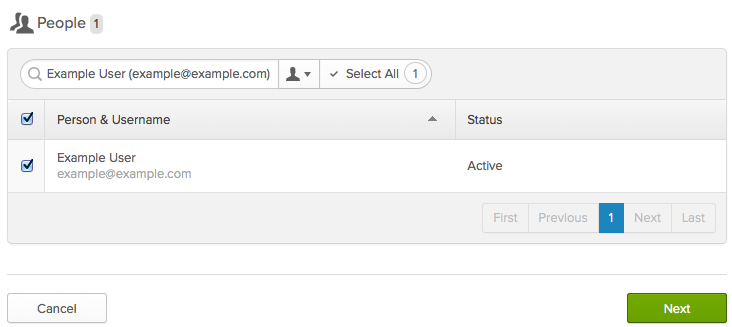 People 1
Example User (example@example.com) Select All 1
Person & Username Status
Example User
example@example.com
Active
First Previous 1 Next Last
Cancel Next